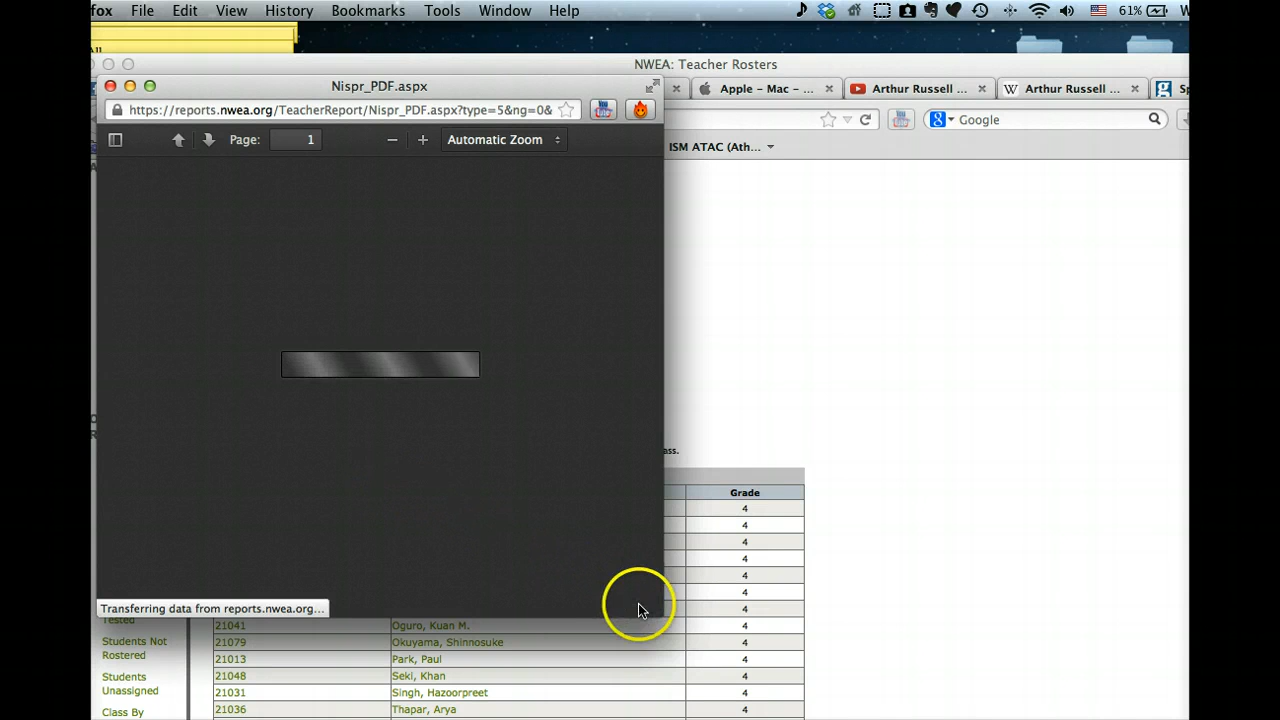 fox File Edit View History Bookmarks Tools Window Help 61%
All
NWEA: Teacher Rosters
Nispr_PDF.aspx
Apple – Mac – ... Arthur Russell ... Arthur Russell ...
https://reports.nwea.org/TeacherReport/Nispr_PDF.aspx?type=5&ng=0&
Google
Page: 1 Automatic Zoom
ISM ATAC (Ath...
ass.
Grade
4
4
4
4
4
4
4
Transferring data from reports.nwea.org...
Tested
21041 Oguro, Kuan M. 4
Students Not
21079 Okuyama, Shinnosuke 4
Rostered
21013 Park, Paul 4
Students
21048 Seki, Khan 4
Unassigned
21031 Singh, Hazoorpreet 4
Class By
21036 Thapar, Arya 4